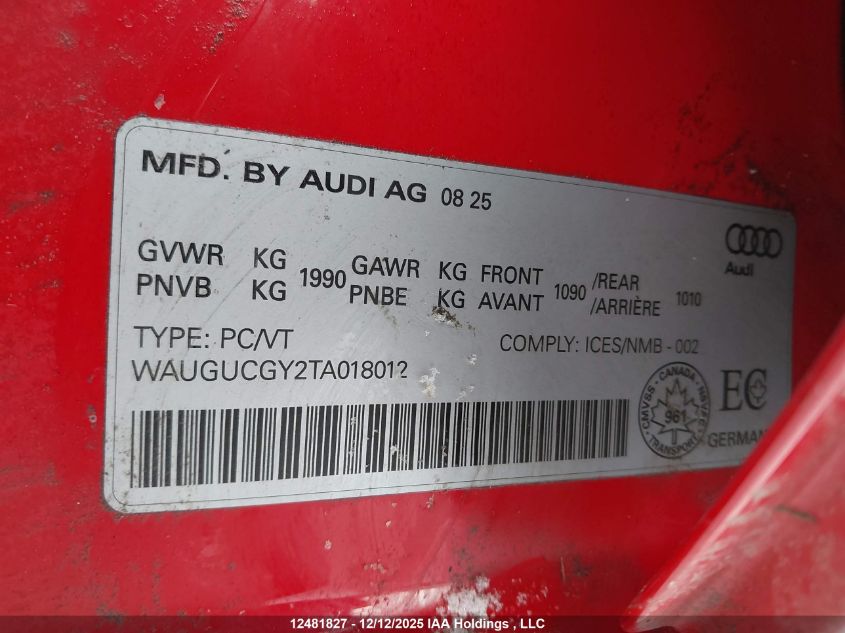 MFD. BY AUDI AG 08 25
GVWR KG 1990 GAWR KG FRONT 1090 /REAR 1010
PNVB KG PNBE KG AVANT /ARRIÈRE
Audi
TYPE: PC/VT COMPLY: ICES/NMB - 002
WAUGUCGY2TA018012
CMVSS - CANADA - NSVAC
961
TRANSPORT
EC
GERMAN
12481827 - 12/12/2025 IAA Holdings , LLC